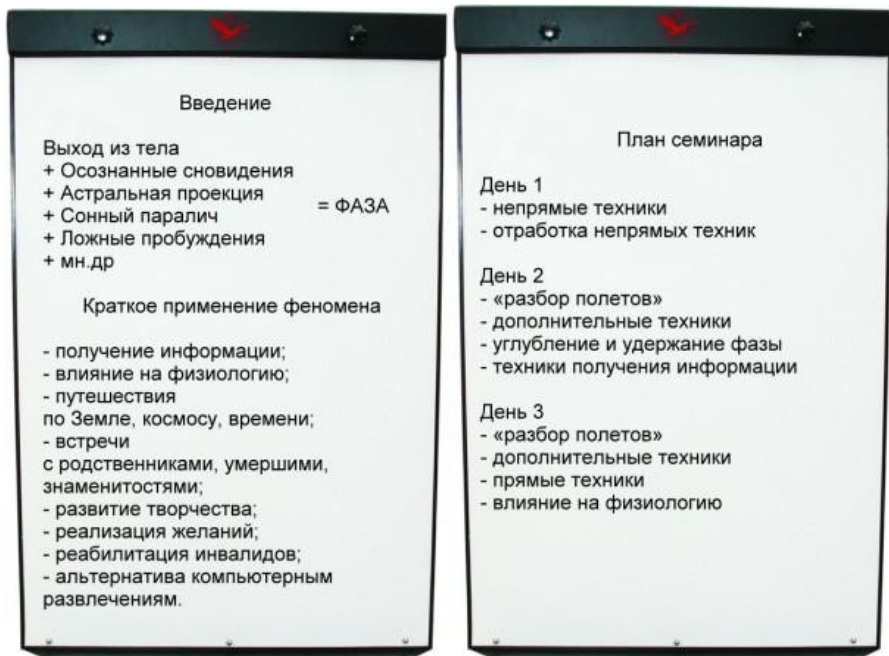 Введение
Выход из тела
+ Осознанные сновидения
+ Астральная проекция
+ Сонный паралич
= ФАЗА
+ Ложные пробуждения
+ мн.др
Краткое применение феномена
- получение информации;
- влияние на физиологию;
- путешествия
по Земле, космосу, времени;
- встречи
с родственниками, умершими,
знаменитостями;
- развитие творчества;
- реализация желаний;
- реабилитация инвалидов;
- альтернатива компьютерным
развлечениям.
План семинара
День 1
- непрямые техники
- отработка непрямых техник
День 2
- «разбор полетов»
- дополнительные техники
- углубление и удержание фазы
- техники получения информации
День 3
- «разбор полетов»
- дополнительные техники
- прямые техники
- влияние на физиологию